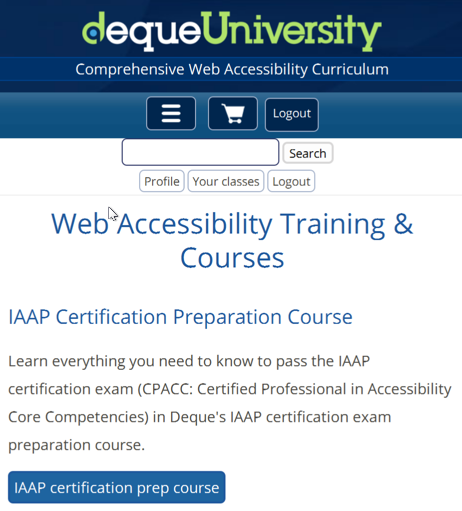 dequeUniversity
Comprehensive Web Accessibility Curriculum
Logout
Search
Profile Your classes Logout
Web Accessibility Training &
Courses
IAAP Certification Preparation Course
Learn everything you need to know to pass the IAAP
certification exam (CPACC: Certified Professional in Accessibility
Core Competencies) in Deque's IAAP certification exam
preparation course.
IAAP certification prep course